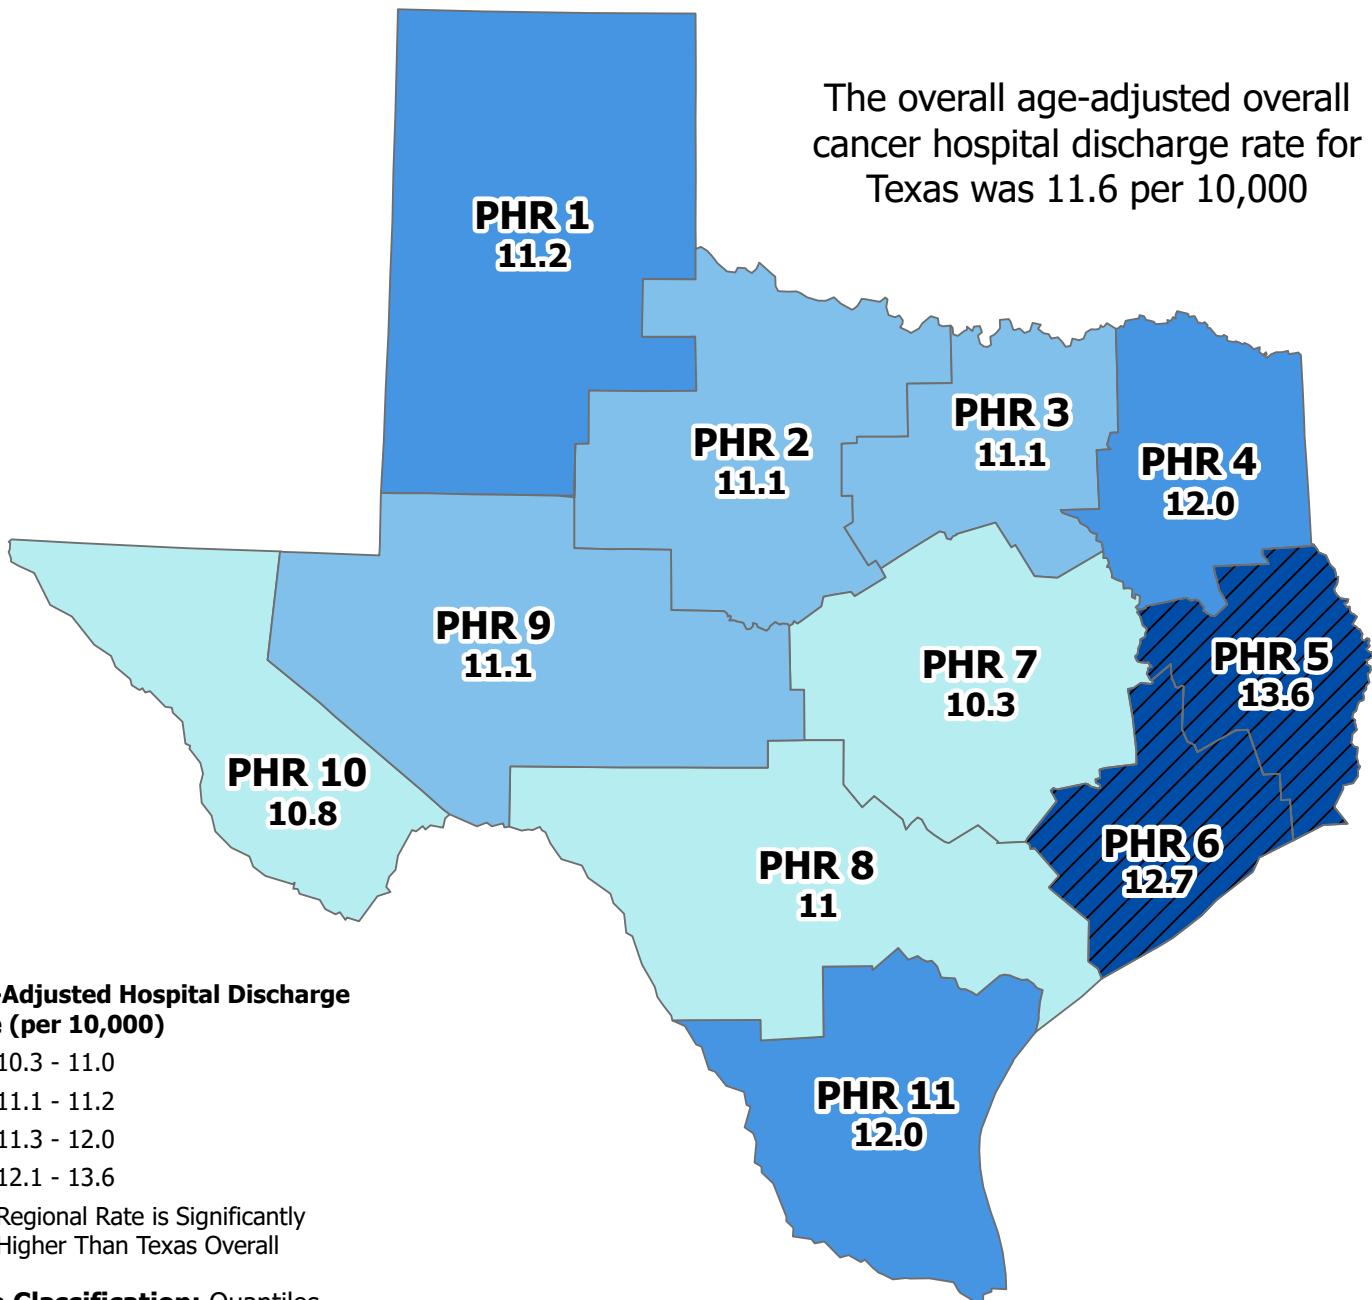 The overall age-adjusted overall
cancer hospital discharge rate for
Texas was 11.6 per 10,000
PHR 1
11.2
PHR 2
11.1
PHR 3
11.1
PHR 4
12.0
PHR 5
13.6
PHR 9
11.1
PHR 7
10.3
PHR 10
10.8
PHR 8
11
PHR 6
12.7
PHR 11
12.0
-Adjusted Hospital Discharge
(per 10,000)
10.3 - 11.0
11.1 - 11.2
11.3 - 12.0
12.1 - 13.6
Regional Rate is Significantly
Higher Than Texas Overall
Classification: Quantiles